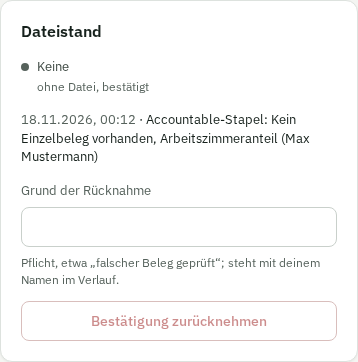 Dateistand
Keine
ohne Datei, bestätigt
18.11.2026, 00:12 · Accountable-Stapel: Kein
Einzelbeleg vorhanden, Arbeitszimmeranteil (Max
Mustermann)
Grund der Rücknahme
Pflicht, etwa „falscher Beleg geprüft“; steht mit deinem
Namen im Verlauf.
Bestätigung zurücknehmen